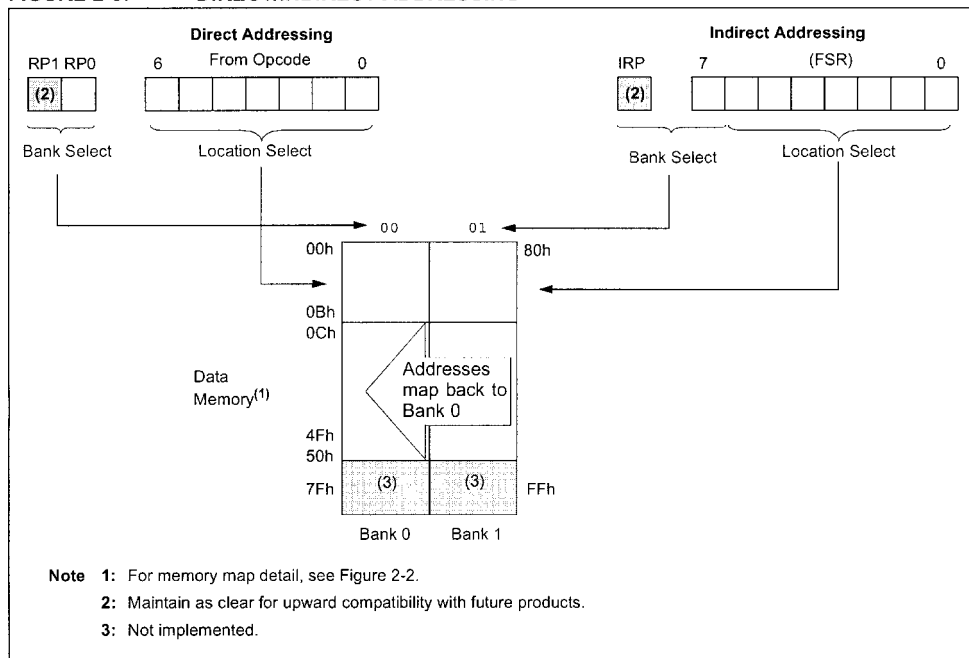 Direct Addressing
RP1 RP0 6 From Opcode 0
(2)
Bank Select Location Select
Indirect Addressing
IRP 7 (FSR) 0
(2)
Bank Select Location Select
00 01
00h 80h
0Bh
0Ch
Data
Memory(1)
Addresses
map back to
Bank 0
4Fh
50h
7Fh (3) (3) FFh
Bank 0 Bank 1
Note 1: For memory map detail, see Figure 2-2.
2: Maintain as clear for upward compatibility with future products.
3: Not implemented.